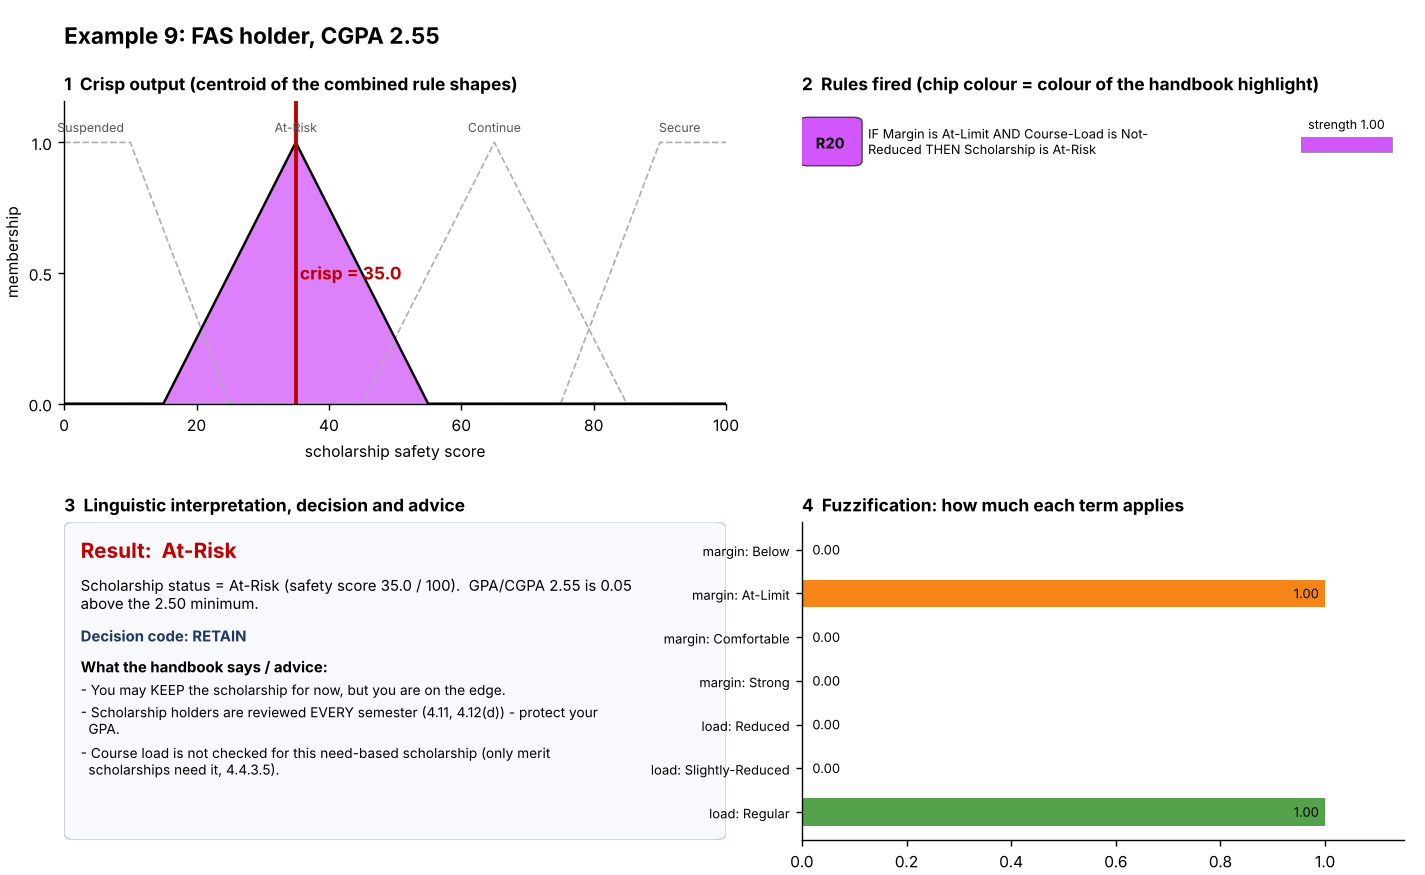 Example 9: FAS holder, CGPA 2.55
1 Crisp output (centroid of the combined rule shapes)
Suspended
At-Risk
Continue
Secure
1.0
0.5
0.0
membership
crisp = 35.0
0
20
40
60
80
100
scholarship safety score
2 Rules fired (chip colour = colour of the handbook highlight)
R20
IF Margin is At-Limit AND Course-Load is Not-
Reduced THEN Scholarship is At-Risk
strength 1.00
3 Linguistic interpretation, decision and advice
Result: At-Risk
Scholarship status = At-Risk (safety score 35.0 / 100). GPA/CGPA 2.55 is 0.05
above the 2.50 minimum.
Decision code: RETAIN
What the handbook says / advice:
- You may KEEP the scholarship for now, but you are on the edge.
- Scholarship holders are reviewed EVERY semester (4.11, 4.12(d)) - protect your
GPA.
- Course load is not checked for this need-based scholarship (only merit
scholarships need it, 4.4.3.5).
4 Fuzzification: how much each term applies
margin: Below 0.00
margin: At-Limit 1.00
margin: Comfortable 0.00
margin: Strong 0.00
load: Reduced 0.00
load: Slightly-Reduced 0.00
load: Regular 1.00
0.0
0.2
0.4
0.6
0.8
1.0